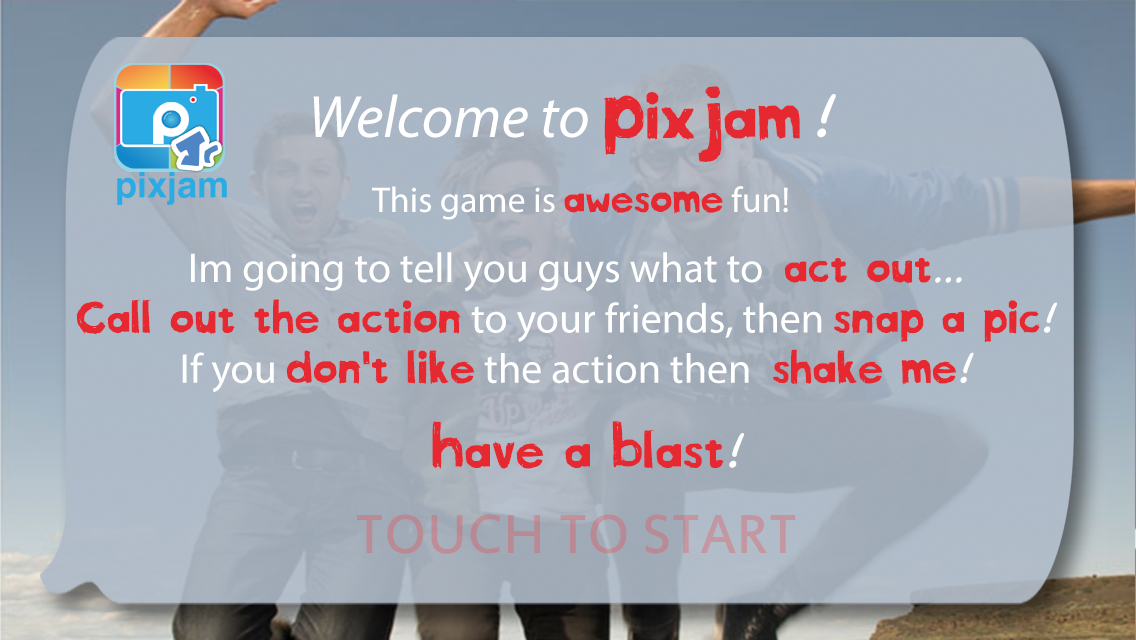 pixjam
Welcome to pixjam!
This game is awesome fun!
Im going to tell you guys what to act out...
Call out the action to your friends, then snap a pic!
If you don't like the action then shake me!
have a blast!
TOUCH TO START